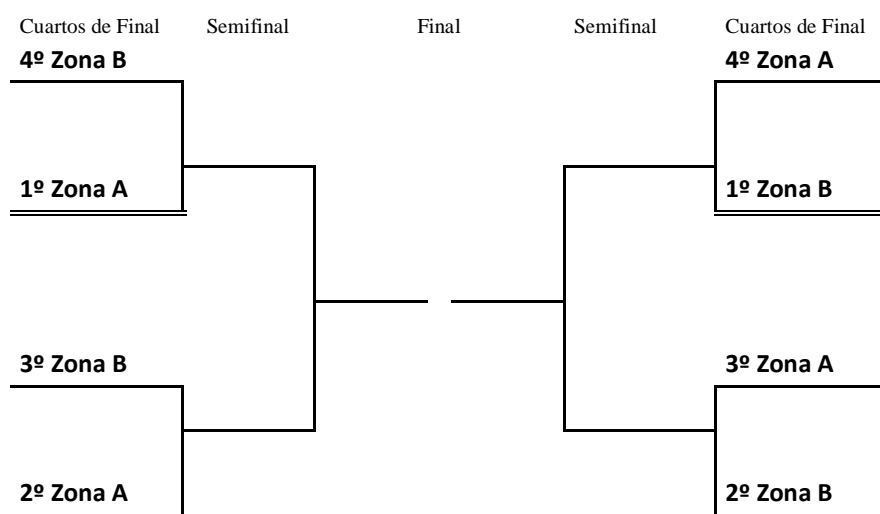 Cuartos de Final Semifinal Final Semifinal Cuartos de Final
4º Zona B 4º Zona A
1º Zona A 1º Zona B
3º Zona B 3º Zona A
2º Zona A 2º Zona B